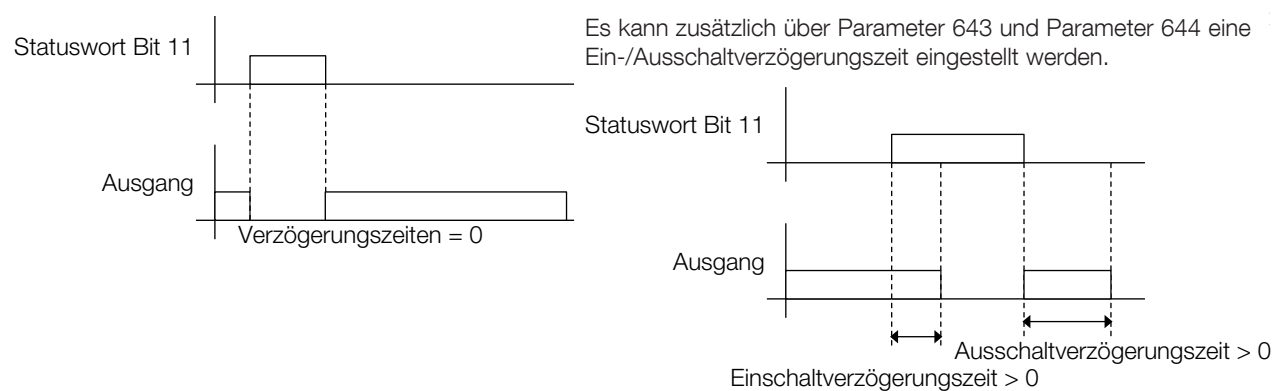 Statuswort Bit 11
Ausgang
Verzögerungszeiten = 0
Es kann zusätzlich über Parameter 643 und Parameter 644 eine
Ein-/Ausschaltverzögerungszeit eingestellt werden.
Statuswort Bit 11
Ausgang
Ausschaltverzögerungszeit > 0
Einschaltverzögerungszeit > 0